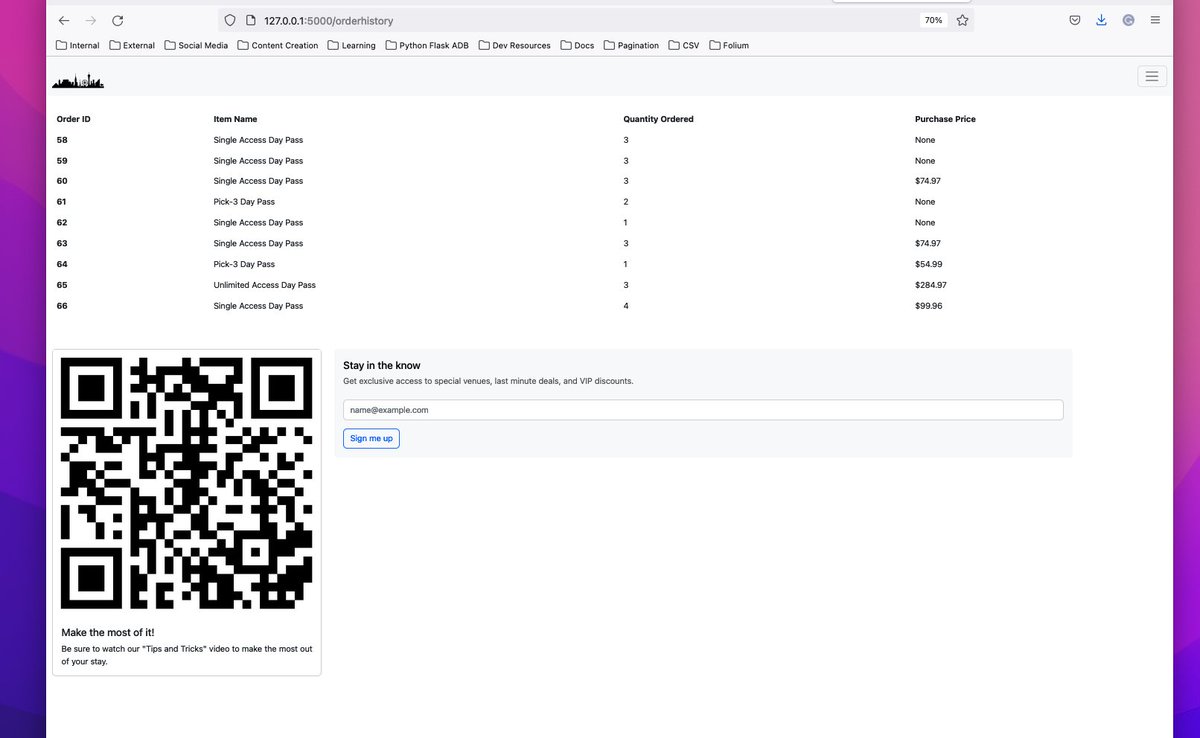 127.0.0.1:5000/orderhistory 70%
Internal External Social Media Content Creation Learning Python Flask ADB Dev Resources Docs Pagination CSV Folium
Order ID Item Name Quantity Ordered Purchase Price
58 Single Access Day Pass 3 None
59 Single Access Day Pass 3 None
60 Single Access Day Pass 3 $74.97
61 Pick-3 Day Pass 2 None
62 Single Access Day Pass 1 None
63 Single Access Day Pass 3 $74.97
64 Pick-3 Day Pass 1 $54.99
65 Unlimited Access Day Pass 3 $284.97
66 Single Access Day Pass 4 $99.96
Stay in the know
Get exclusive access to special venues, last minute deals, and VIP discounts.
name@example.com
Sign me up
Make the most of it!
Be sure to watch our "Tips and Tricks" video to make the most out
of your stay.